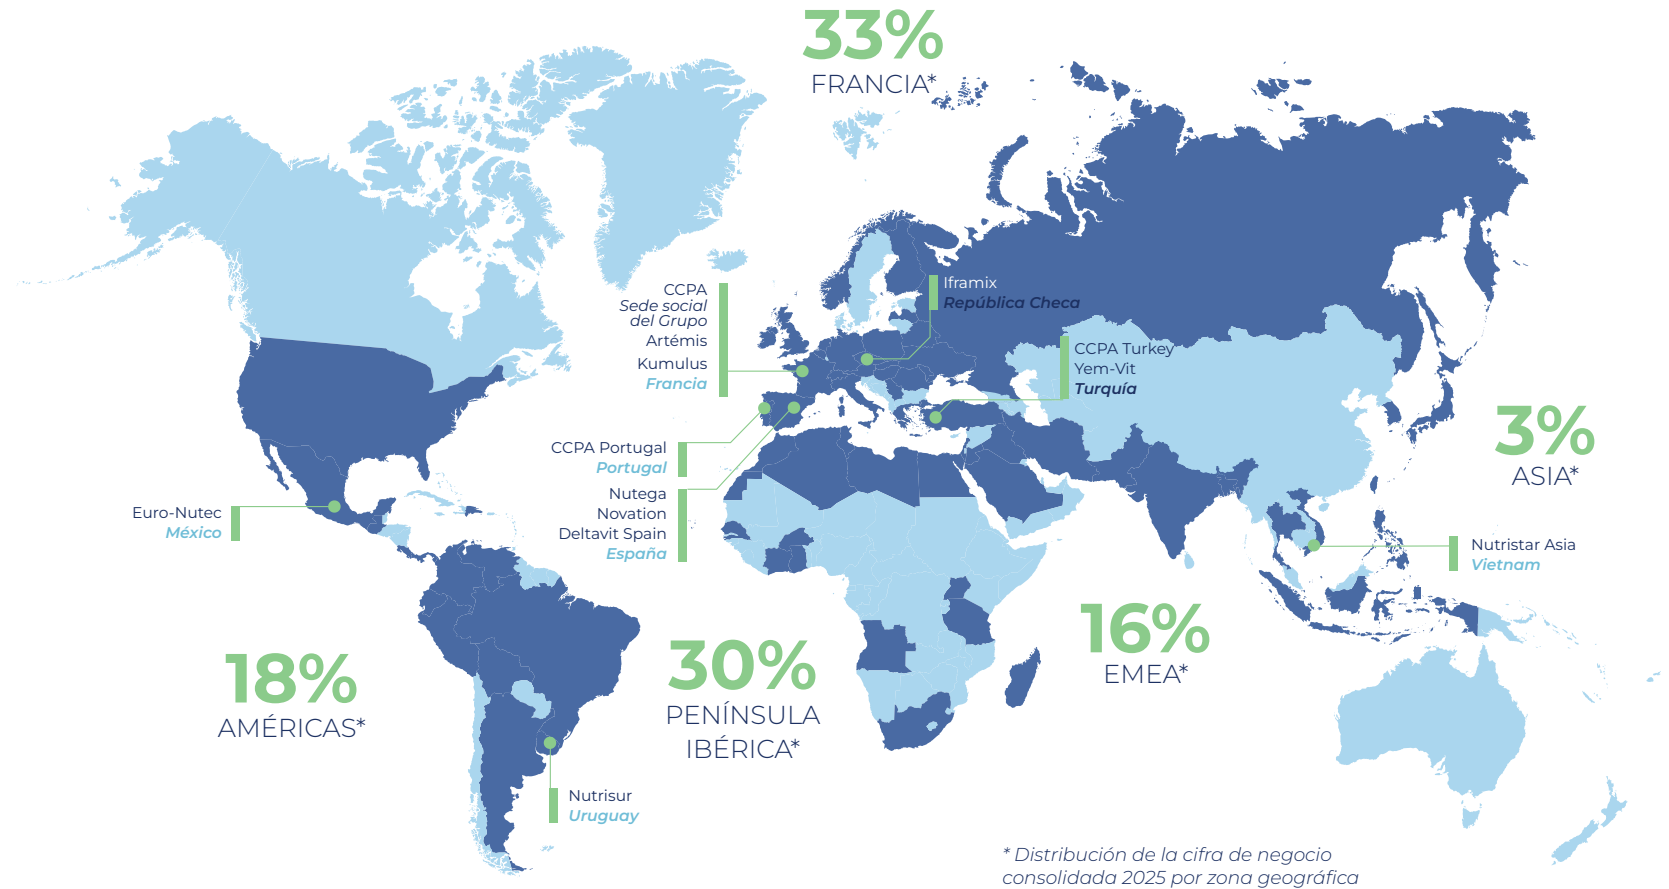 33%
FRANCIA*
CCPA
Sede social
del Grupo
Artémis
Kumulus
Francia
Iframix
República Checa
CCPA Turkey
Yem-Vit
Turquía
CCPA Portugal
Portugal
Nutega
Novation
Deltavit Spain
España
Euro-Nutec
México
3%
ASIA*
Nutristar Asia
Vietnam
16%
EMEA*
18%
AMÉRICAS*
30%
PENÍNSULA
IBÉRICA*
Nutrisur
Uruguay
* Distribución de la cifra de negocio
consolidada 2025 por zona geográfica